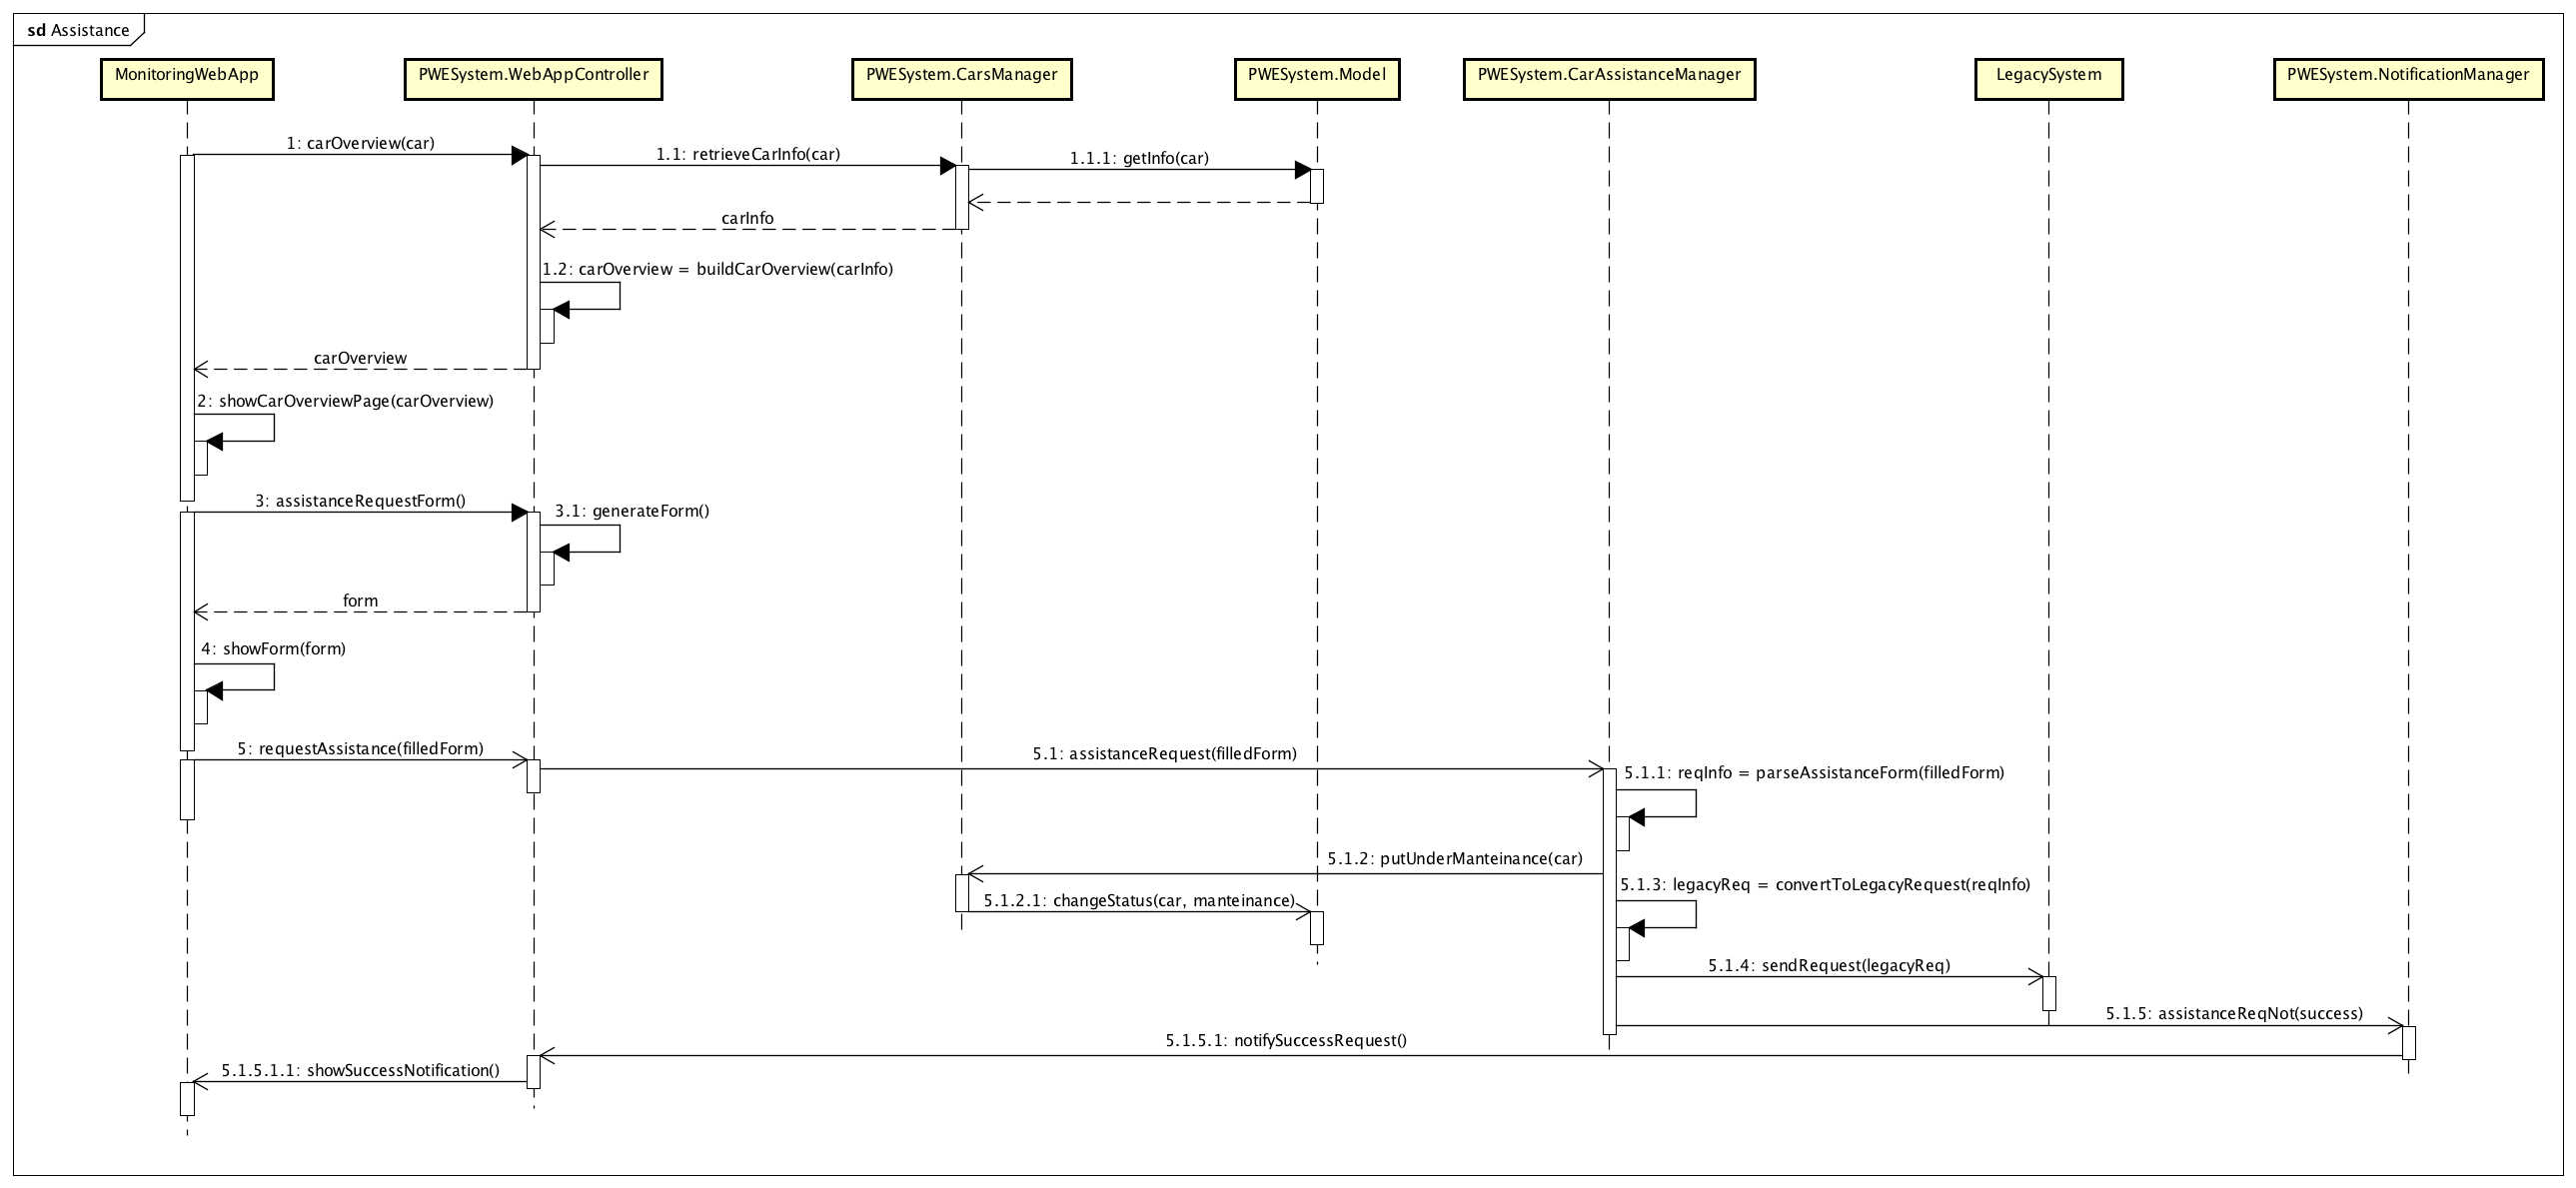 sd Assistance
MonitoringWebApp
PWESystem.WebAppController
PWESystem.CarsManager
PWESystem.Model
PWESystem.CarAssistanceManager
LegacySystem
PWESystem.NotificationManager
1: carOverview(car)
1.1: retrieveCarInfo(car)
1.1.1: getInfo(car)
carInfo
1.2: carOverview = buildCarOverview(carInfo)
carOverview
2: showCarOverviewPage(carOverview)
3: assistanceRequestForm()
3.1: generateForm()
form
4: showForm(form)
5: requestAssistance(filledForm)
5.1: assistanceRequest(filledForm)
5.1.1: reqInfo = parseAssistanceForm(filledForm)
5.1.2: putUnderManteinance(car)
5.1.3: legacyReq = convertToLegacyRequest(reqInfo)
5.1.2.1: changeStatus(car, manteinance)
5.1.4: sendRequest(legacyReq)
5.1.5: assistanceReqNot(success)
5.1.5.1: notifySuccessRequest()
5.1.5.1.1: showSuccessNotification()